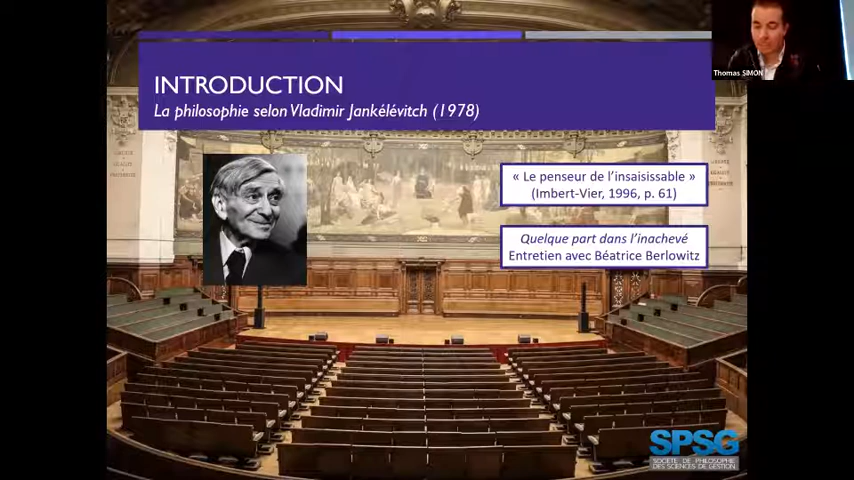 Thomas SIMON
INTRODUCTION
La philosophie selon Vladimir Jankélévitch (1978)
« Le penseur de l'insaisissable »
(Imbert-Vier, 1996, p. 61)
Quelque part dans l'inachevé
Entretien avec Béatrice Berlowitz
SPSG
SOCIÉTÉ DE PHILOSOPHIE
DES SCIENCES DE GESTION